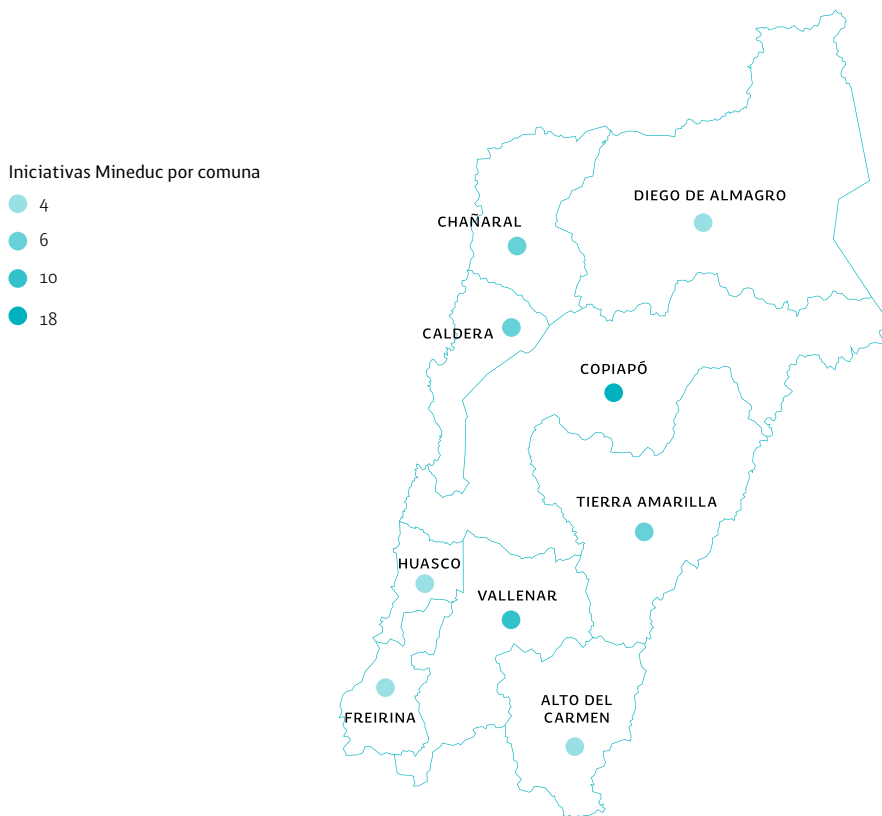 Iniciativas Mineduc por comuna
4
6
10
18
DIEGO DE ALMAGRO
CHAÑARAL
CALDERA
COPIAPÓ
TIERRA AMARILLA
HUASCO
VALLENAR
ALTO DEL
CARMEN
FREIRINA